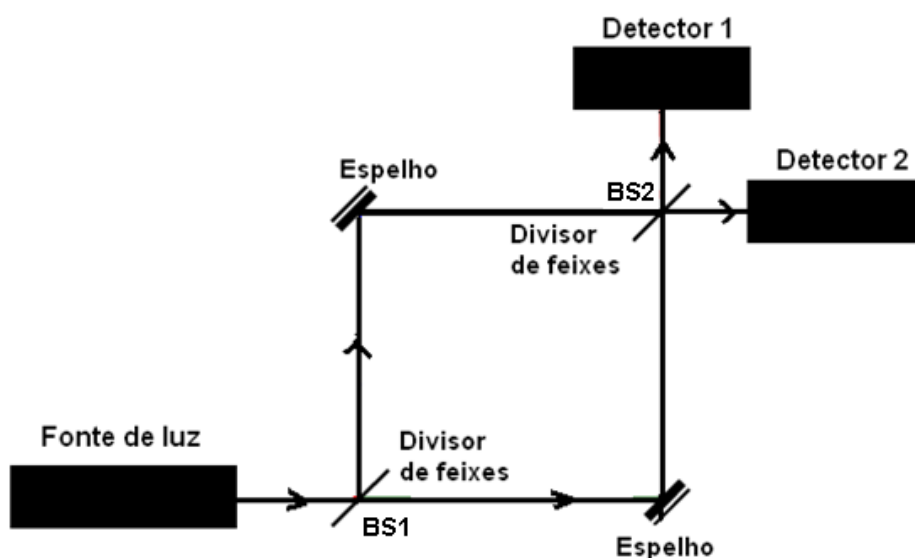 Detector 1
Espelho
Detector 2
BS2
Divisor
de feixes
Fonte de luz
Divisor
de feixes
BS1
Espelho